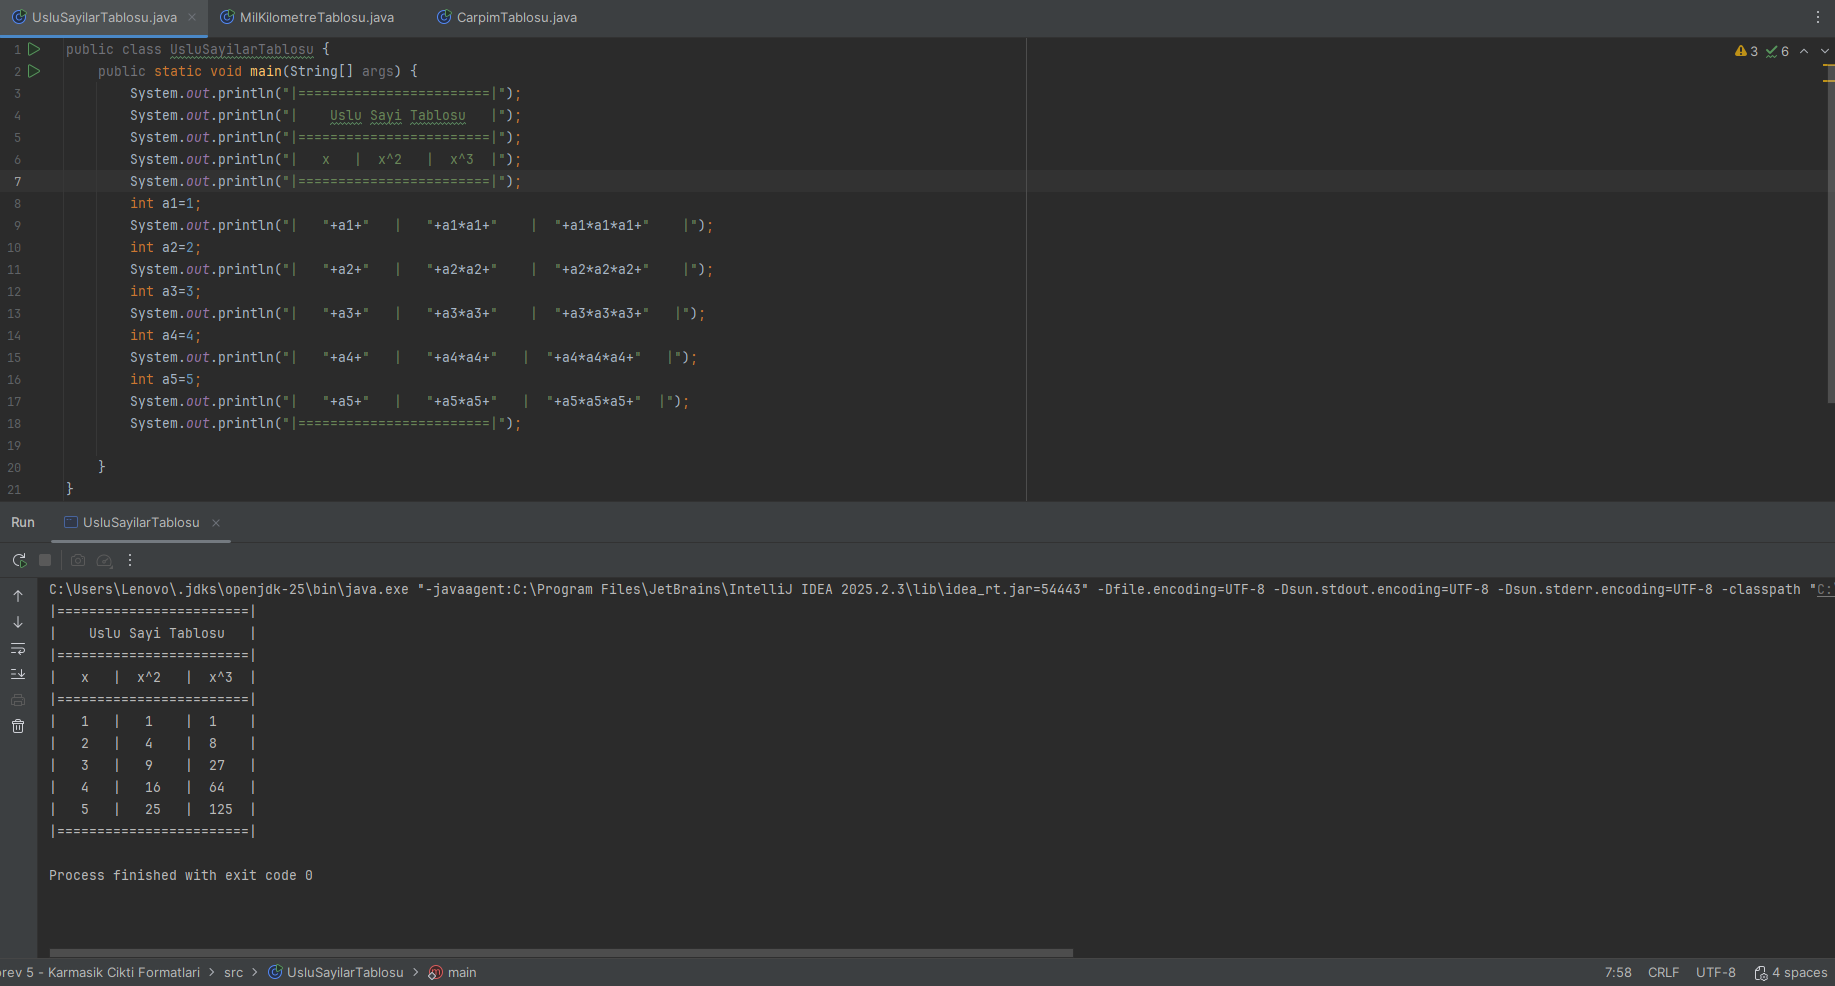 UsluSayilarTablosu.java × MilKilometreTablosu.java CarpimTablosu.java
3 6
1 public class UsluSayilarTablosu {
2     public static void main(String[] args) {
3         System.out.println("|========================|");
4         System.out.println("|    Uslu Sayi Tablosu   |");
5         System.out.println("|========================|");
6         System.out.println("|   x   |  x^2   |  x^3  |");
7         System.out.println("|========================|");
8         int a1=1;
9         System.out.println("|   "+a1+"   |   "+a1*a1+"    |  "+a1*a1*a1+"    |");
10         int a2=2;
11         System.out.println("|   "+a2+"   |   "+a2*a2+"    |  "+a2*a2*a2+"    |");
12         int a3=3;
13         System.out.println("|   "+a3+"   |   "+a3*a3+"    |  "+a3*a3*a3+"   |");
14         int a4=4;
15         System.out.println("|   "+a4+"   |   "+a4*a4+"   |  "+a4*a4*a4+"   |");
16         int a5=5;
17         System.out.println("|   "+a5+"   |   "+a5*a5+"   |  "+a5*a5*a5+"  |");
18         System.out.println("|========================|");
19
20     }
21 }
Run UsluSayilarTablosu ×
C:\Users\Lenovo\.jdks\openjdk-25\bin\java.exe "-javaagent:C:\Program Files\JetBrains\IntelliJ IDEA 2025.2.3\lib\idea_rt.jar=54443" -Dfile.encoding=UTF-8 -Dsun.stdout.encoding=UTF-8 -Dsun.stderr.encoding=UTF-8 -classpath "C:
|========================|
|    Uslu Sayi Tablosu   |
|========================|
|   x   |  x^2   |  x^3  |
|========================|
|   1   |   1    |  1    |
|   2   |   4    |  8    |
|   3   |   9    |  27   |
|   4   |   16   |  64   |
|   5   |   25   |  125  |
|========================|
Process finished with exit code 0
rev 5 - Karmasik Cikti Formatlari > src > UsluSayilarTablosu > main 7:58 CRLF UTF-8 4 spaces